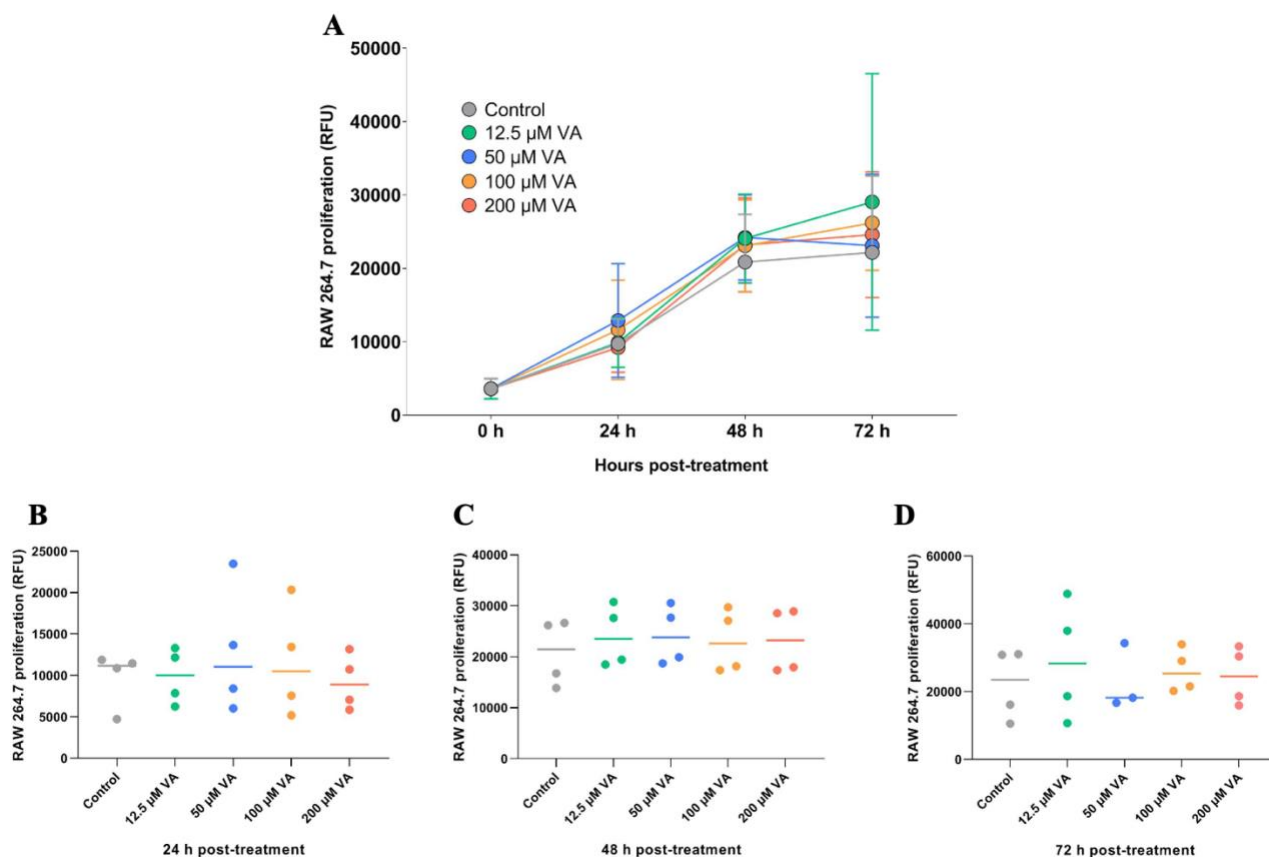 A
RAW 264.7 proliferation (RFU)
50000
40000
30000
20000
10000
0
Control
12.5 µM VA
50 µM VA
100 µM VA
200 µM VA
0 h
24 h
48 h
72 h
Hours post-treatment
B
RAW 264.7 proliferation (RFU)
25000
20000
15000
10000
5000
0
Control
12.5 µM VA
50 µM VA
100 µM VA
200 µM VA
24 h post-treatment
C
RAW 264.7 proliferation (RFU)
40000
30000
20000
10000
0
Control
12.5 µM VA
50 µM VA
100 µM VA
200 µM VA
48 h post-treatment
D
RAW 264.7 proliferation (RFU)
60000
40000
20000
0
Control
12.5 µM VA
50 µM VA
100 µM VA
200 µM VA
72 h post-treatment